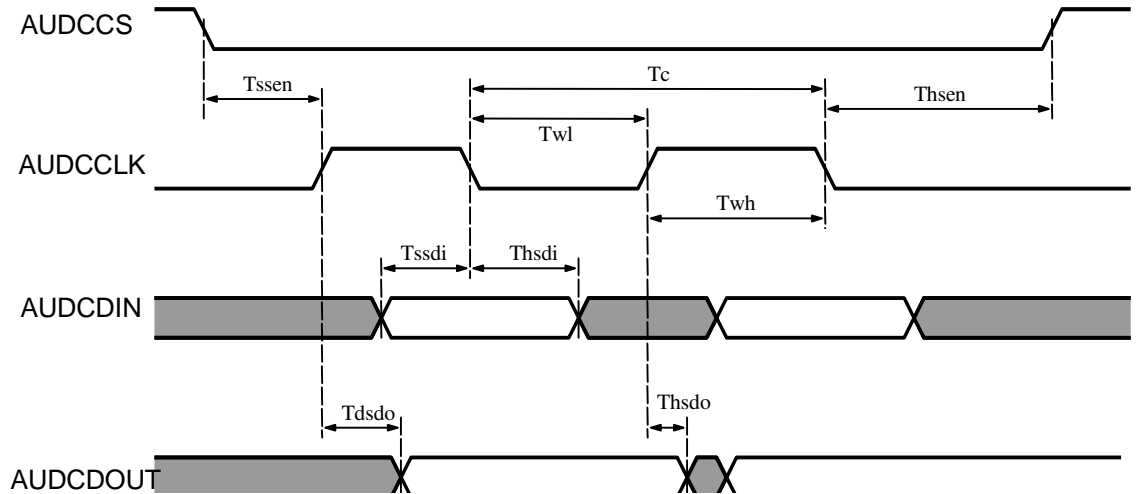 AUDCCS
Tssen
Tc
Thsen
Twl
AUDCCLK
Twh
Tssdi
Thsdi
AUDCDIN
Tdsdo
Thsdo
AUDCDOUT